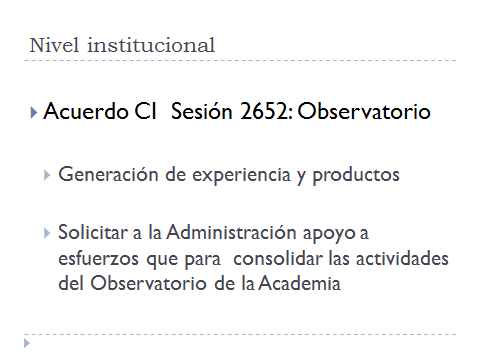 Nivel institucional
Acuerdo CI Sesión 2652: Observatorio
Generación de experiencia y productos
Solicitar a la Administración apoyo a
esfuerzos que para consolidar las actividades
del Observatorio de la Academia